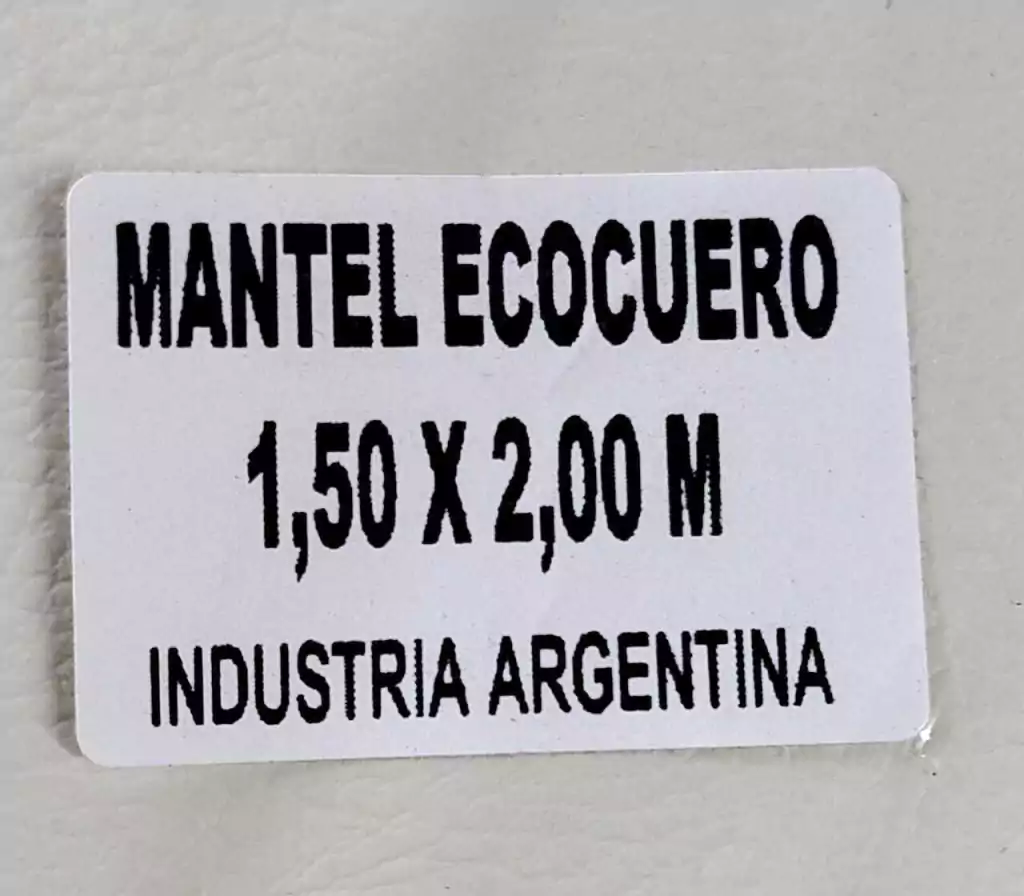 MANTEL ECOCUERO
1,50 X 2,00 M
INDUSTRIA ARGENTINA